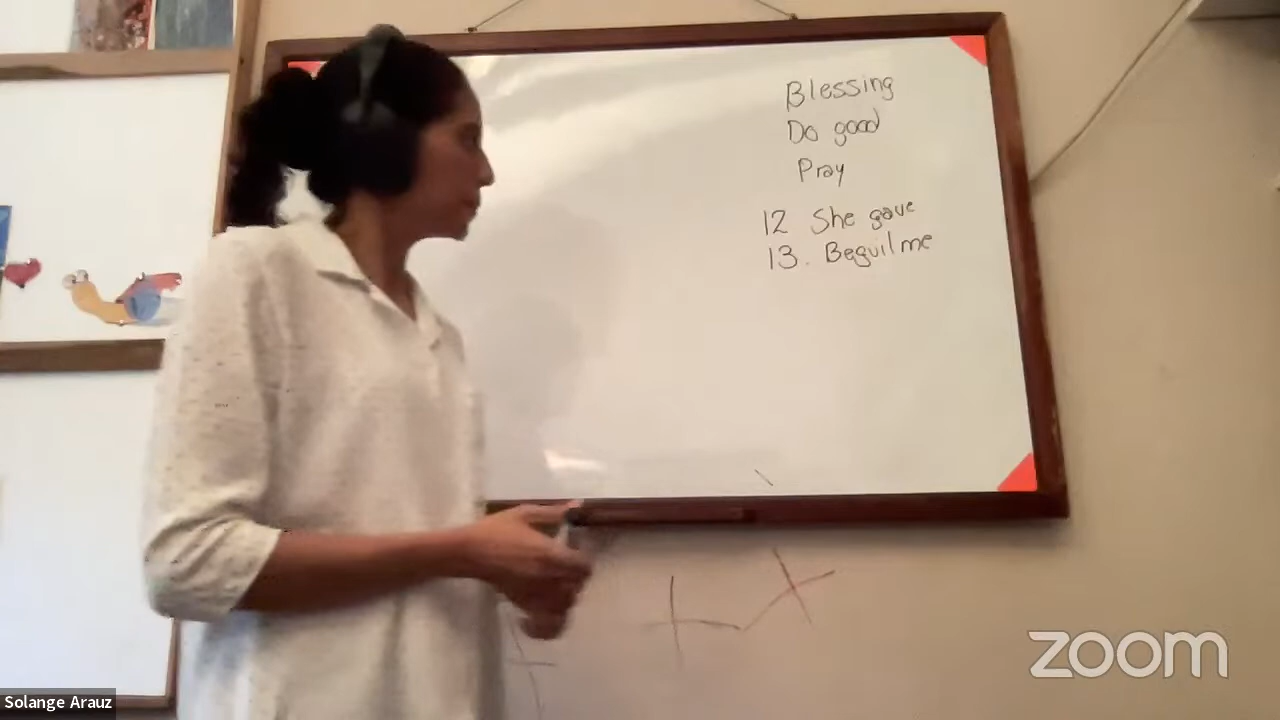 Blessing
Do good
Pray
12 She gave
13. Beguil me
zoom
Solange Arauz